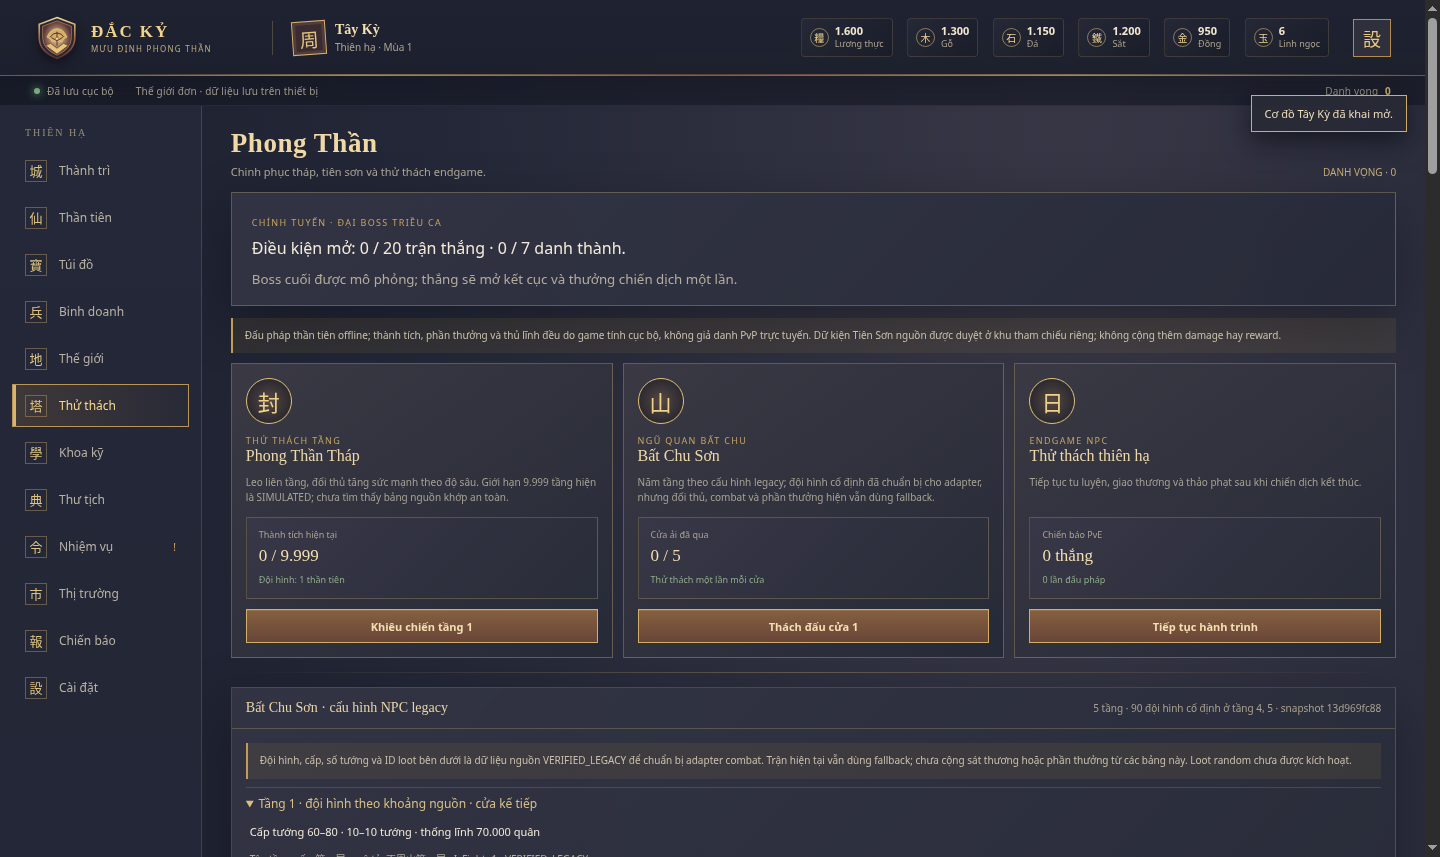 ĐẮC KỶ
MƯU ĐỊNH PHONG THẦN
周
Tây Kỳ
Thiên hạ · Mùa 1
糧
1.600
Lương thực
木
1.300
Gỗ
石
1.150
Đá
鐵
1.200
Sắt
金
950
Đồng
玉
6
Linh ngọc
設
Đã lưu cục bộ
Thế giới đơn · dữ liệu lưu trên thiết bị
Danh vọng 0
Cơ đồ Tây Kỳ đã khai mở.
THIÊN HẠ
城 Thành trì
仙 Thần tiên
寶 Túi đồ
兵 Binh doanh
地 Thế giới
塔 Thử thách
學 Khoa kỹ
典 Thư tịch
令 Nhiệm vụ !
市 Thị trường
報 Chiến báo
設 Cài đặt
Phong Thần
Chinh phục tháp, tiên sơn và thử thách endgame.
DANH VỌNG · 0
CHÍNH TUYẾN · ĐẠI BOSS TRIỀU CA
Điều kiện mở: 0 / 20 trận thắng · 0 / 7 danh thành.
Boss cuối được mô phỏng; thắng sẽ mở kết cục và thưởng chiến dịch một lần.
Đấu pháp thần tiên offline; thành tích, phần thưởng và thủ lĩnh đều do game tính cục bộ, không giả danh PvP trực tuyến. Dữ kiện Tiên Sơn nguồn được duyệt ở khu tham chiếu riêng; không cộng thêm damage hay reward.
封
THỬ THÁCH TẦNG
Phong Thần Tháp
Leo liên tầng, đối thủ tăng sức mạnh theo độ sâu. Giới hạn 9.999 tầng hiện
là SIMULATED; chưa tìm thấy bảng nguồn khớp an toàn.
Thành tích hiện tại
0 / 9.999
Đội hình: 1 thần tiên
Khiêu chiến tầng 1
山
NGŨ QUAN BẤT CHU
Bất Chu Sơn
Năm tầng theo cấu hình legacy; đội hình cố định đã chuẩn bị cho adapter,
nhưng đối thủ, combat và phần thưởng hiện vẫn dùng fallback.
Cửa ải đã qua
0 / 5
Thử thách một lần mỗi cửa
Thách đấu cửa 1
日
ENDGAME NPC
Thử thách thiên hạ
Tiếp tục tu luyện, giao thương và thảo phạt sau khi chiến dịch kết thúc.
Chiến báo PvE
0 thắng
0 lần đấu pháp
Tiếp tục hành trình
Bất Chu Sơn · cấu hình NPC legacy
5 tầng · 90 đội hình cố định ở tầng 4, 5 · snapshot 13d969fc88
Đội hình, cấp, số tướng và ID loot bên dưới là dữ liệu nguồn VERIFIED_LEGACY để chuẩn bị adapter combat. Trận hiện tại vẫn dùng fallback; chưa cộng sát thương hoặc phần thưởng từ các bảng này. Loot random chưa được kích hoạt.
▼ Tầng 1 · đội hình theo khoảng nguồn · cửa kế tiếp
Cấp tướng 60–80 · 10–10 tướng · thống lĩnh 70.000 quân